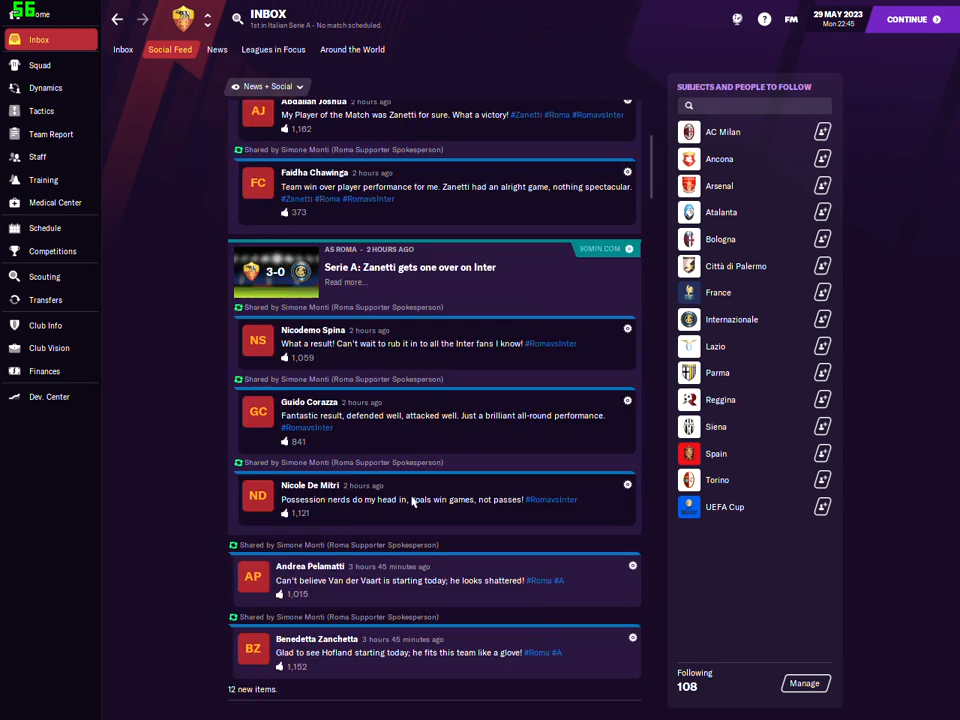 56
Home
INBOX
1st in Italian Serie A - No match scheduled.
FM
29 MAY 2023
Mon 22:45
CONTINUE
Inbox
Squad
Dynamics
Tactics
Team Report
Staff
Training
Medical Center
Schedule
Competitions
Scouting
Transfers
Club Info
Club Vision
Finances
Dev. Center
Inbox
Social Feed
News
Leagues in Focus
Around the World
News + Social
AJ
Abdallah Joshua 2 hours ago
My Player of the Match was Zanetti for sure. What a victory! #Zanetti #Roma #RomavsInter
1,162
Shared by Simone Monti (Roma Supporter Spokesperson)
FC
Faidha Chawinga 2 hours ago
Team win over player performance for me. Zanetti had an alright game, nothing spectacular.
#Zanetti #Roma #RomavsInter
373
AS ROMA - 2 HOURS AGO
90MIN.COM
3-0
Serie A: Zanetti gets one over on Inter
Read more...
Shared by Simone Monti (Roma Supporter Spokesperson)
NS
Nicodemo Spina 2 hours ago
What a result! Can't wait to rub it in to all the Inter fans I know! #RomavsInter
1,059
Shared by Simone Monti (Roma Supporter Spokesperson)
GC
Guido Corazza 2 hours ago
Fantastic result, defended well, attacked well. Just a brilliant all-round performance.
#RomavsInter
841
Shared by Simone Monti (Roma Supporter Spokesperson)
ND
Nicole De Mitri 2 hours ago
Possession nerds do my head in, goals win games, not passes! #RomavsInter
1,121
Shared by Simone Monti (Roma Supporter Spokesperson)
AP
Andrea Pelamatti 3 hours 45 minutes ago
Can't believe Van der Vaart is starting today; he looks shattered! #Roma #A
1,015
Shared by Simone Monti (Roma Supporter Spokesperson)
BZ
Benedetta Zanchetta 3 hours 45 minutes ago
Glad to see Hofland starting today; he fits this team like a glove! #Roma #A
1,152
12 new items.
SUBJECTS AND PEOPLE TO FOLLOW
AC Milan
Ancona
Arsenal
Atalanta
Bologna
Città di Palermo
France
Internazionale
Lazio
Parma
Reggina
Siena
Spain
Torino
UEFA Cup
Following
108
Manage